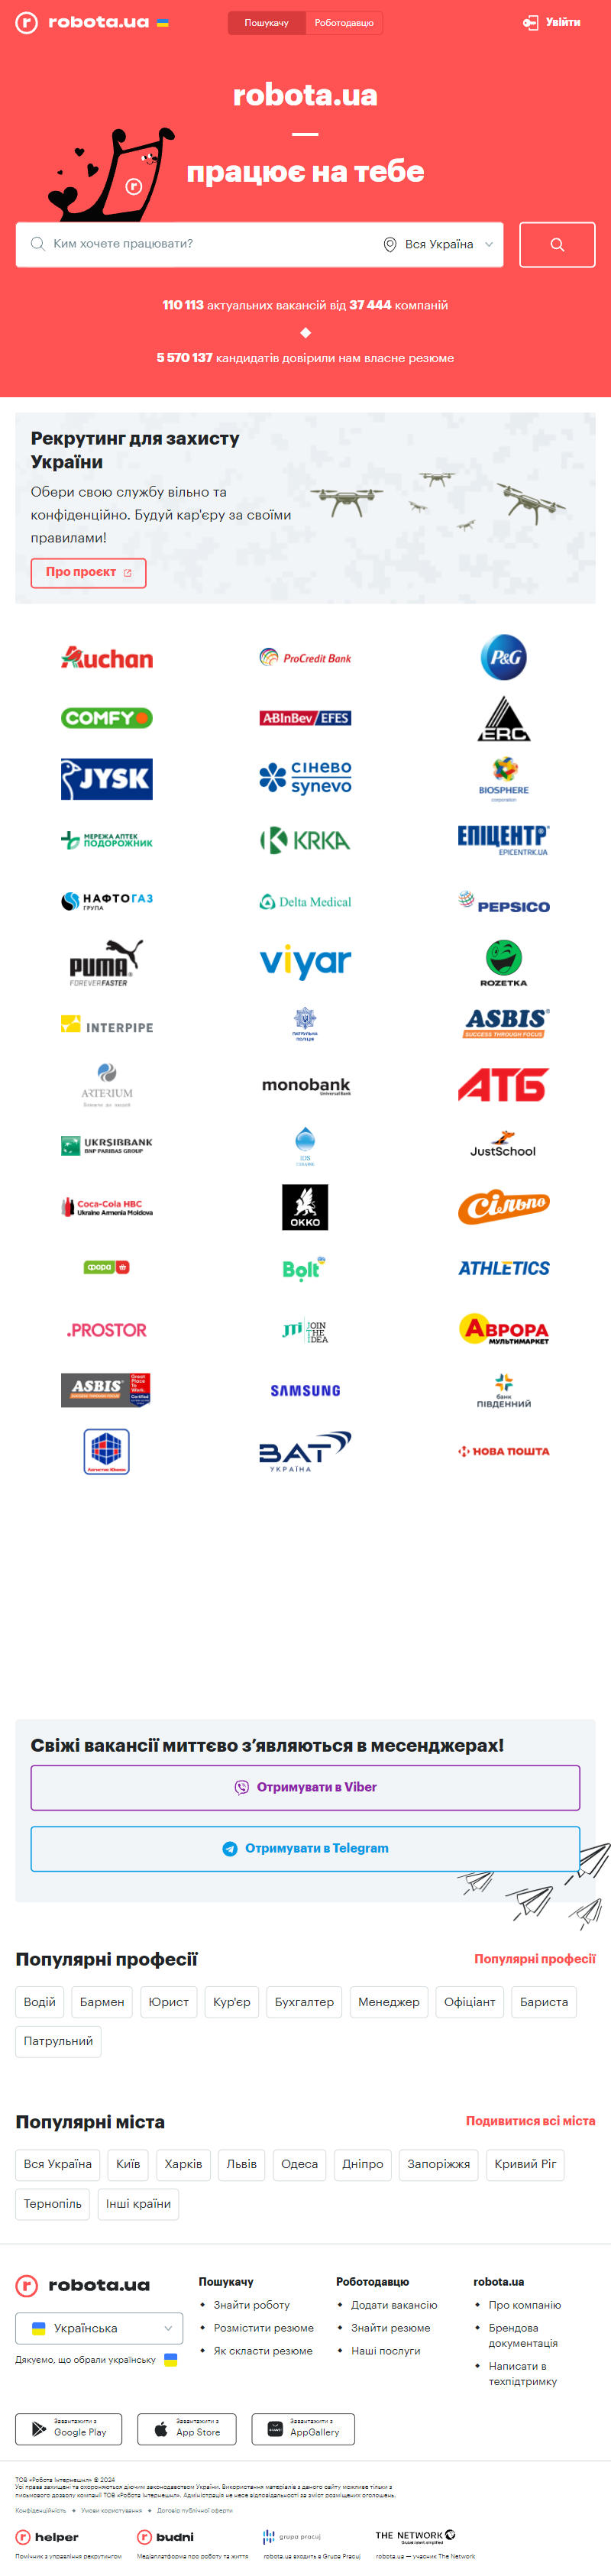 robota.ua
Пошукачу
Роботодавцю
Увійти
robota.ua
—
працює на тебе
Ким хочете працювати?
Вся Україна
110 113 актуальних вакансій від 37 444 компаній
5 570 137 кандидатів довірили нам власне резюме
Рекрутинг для захисту
України
Обери свою службу вільно та
конфіденційно. Будуй кар'єру за своїми
правилами!
Про проєкт
Auchan
ProCredit Bank
P&G
COMFY
ABInBev EFES
ERC
JYSK
СІНЕВО
synevo
BIOSPHERE
corporation
МЕРЕЖА АПТЕК
ПОДОРОЖНИК
KRKA
ЕПІЦЕНТР
EPICENTRK.UA
НАФТОГАЗ
ГРУПА
Delta Medical
PEPSICO
PUMA
FOREVER FASTER
viyar
ROZETKA
INTERPIPE
ПАТРУЛЬНА
ПОЛІЦІЯ
ASBIS
SUCCESS THROUGH FOCUS
ARTERIUM
monobank
Universal Bank
АТБ
UKRSIBBANK
BNP PARIBAS GROUP
IDS
JustSchool
Coca-Cola HBC
Ukraine Armenia Moldova
OKKO
Сільпо
фора
Bolt
ATHLETICS
.PROSTOR
JTI
JOIN
THE
IDEA
АВРОРА
МУЛЬТИМАРКЕТ
ASBIS
SUCCESS THROUGH FOCUS
Great
Place
To
Work.
Certified
SAMSUNG
банк
ПІВДЕННИЙ
Логістик Юніон
ВАТ
УКРАЇНА
НОВА ПОШТА
Свіжі вакансії миттєво з’являються в месенджерах!
Отримувати в Viber
Отримувати в Telegram
Популярні професії
Популярні професії
Водій
Бармен
Юрист
Кур'єр
Бухгалтер
Менеджер
Офіціант
Бариста
Патрульний
Популярні міста
Подивитися всі міста
Вся Україна
Київ
Харків
Львів
Одеса
Дніпро
Запоріжжя
Кривий Ріг
Тернопіль
Інші країни
robota.ua
Українська
Дякуємо, що обрали українську
Пошукачу
Знайти роботу
Розмістити резюме
Як скласти резюме
Роботодавцю
Додати вакансію
Знайти резюме
Наші послуги
robota.ua
Про компанію
Брендова
документація
Написати в
техпідтримку
Завантажити з
Google Play
Завантажити з
App Store
Завантажити з
AppGallery
ТОВ «Робота Інтернешнл» © 2024
Усі права захищені та охороняються діючим законодавством України. Використання матеріалів з даного сайту можливе тільки з
письмового дозволу компанії ТОВ «Робота Інтернешнл». Адміністрація не несе відповідальності за зміст розміщених оголошень.
Конфіденційність
Умови користування
Договір публічної оферти
helper
Помічник з управління рекрутингом
budni
Медіаплатформа про роботу та життя
grupa pracuj
robota.ua входить в Grupa Pracuj
THE NETWORK
robota.ua — учасник The Network